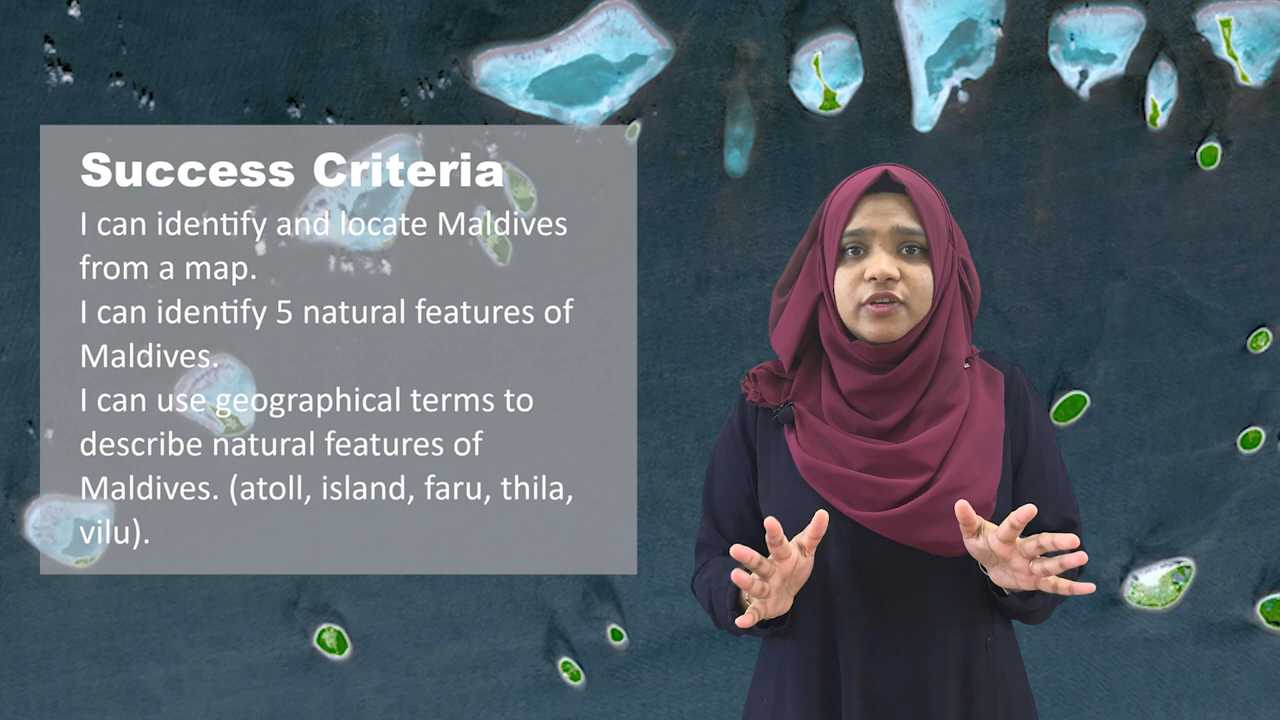 Success Criteria
I can identify and locate Maldives
from a map.
I can identify 5 natural features of
Maldives.
I can use geographical terms to
describe natural features of
Maldives. (atoll, island, faru, thila,
vilu).